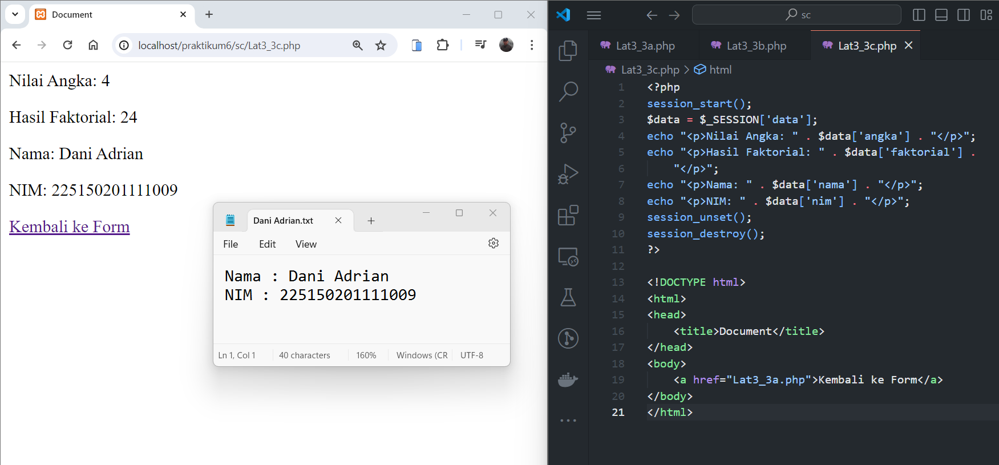 Document
localhost/praktikum6/sc/Lat3_3c.php
Nilai Angka: 4
Hasil Faktorial: 24
Nama: Dani Adrian
NIM: 225150201111009
Kembali ke Form
Dani Adrian.txt
File Edit View
Nama : Dani Adrian
NIM : 225150201111009
Ln 1, Col 1 40 characters 160% Windows (CR UTF-8
sc
Lat3_3a.php Lat3_3b.php Lat3_3c.php
Lat3_3c.php > html
1 <?php
2 session_start();
3 $data = $_SESSION['data'];
4 echo "<p>Nilai Angka: " . $data['angka'] . "</p>";
5 echo "<p>Hasil Faktorial: " . $data['faktorial'] .
6 "</p>";
7 echo "<p>Nama: " . $data['nama'] . "</p>";
8 echo "<p>NIM: " . $data['nim'] . "</p>";
9 session_unset();
10 session_destroy();
11 ?>
12
13 <!DOCTYPE html>
14 <html>
15 <head>
16 <title>Document</title>
17 </head>
18 <body>
19 <a href="Lat3_3a.php">Kembali ke Form</a>
20 </body>
21 </html>